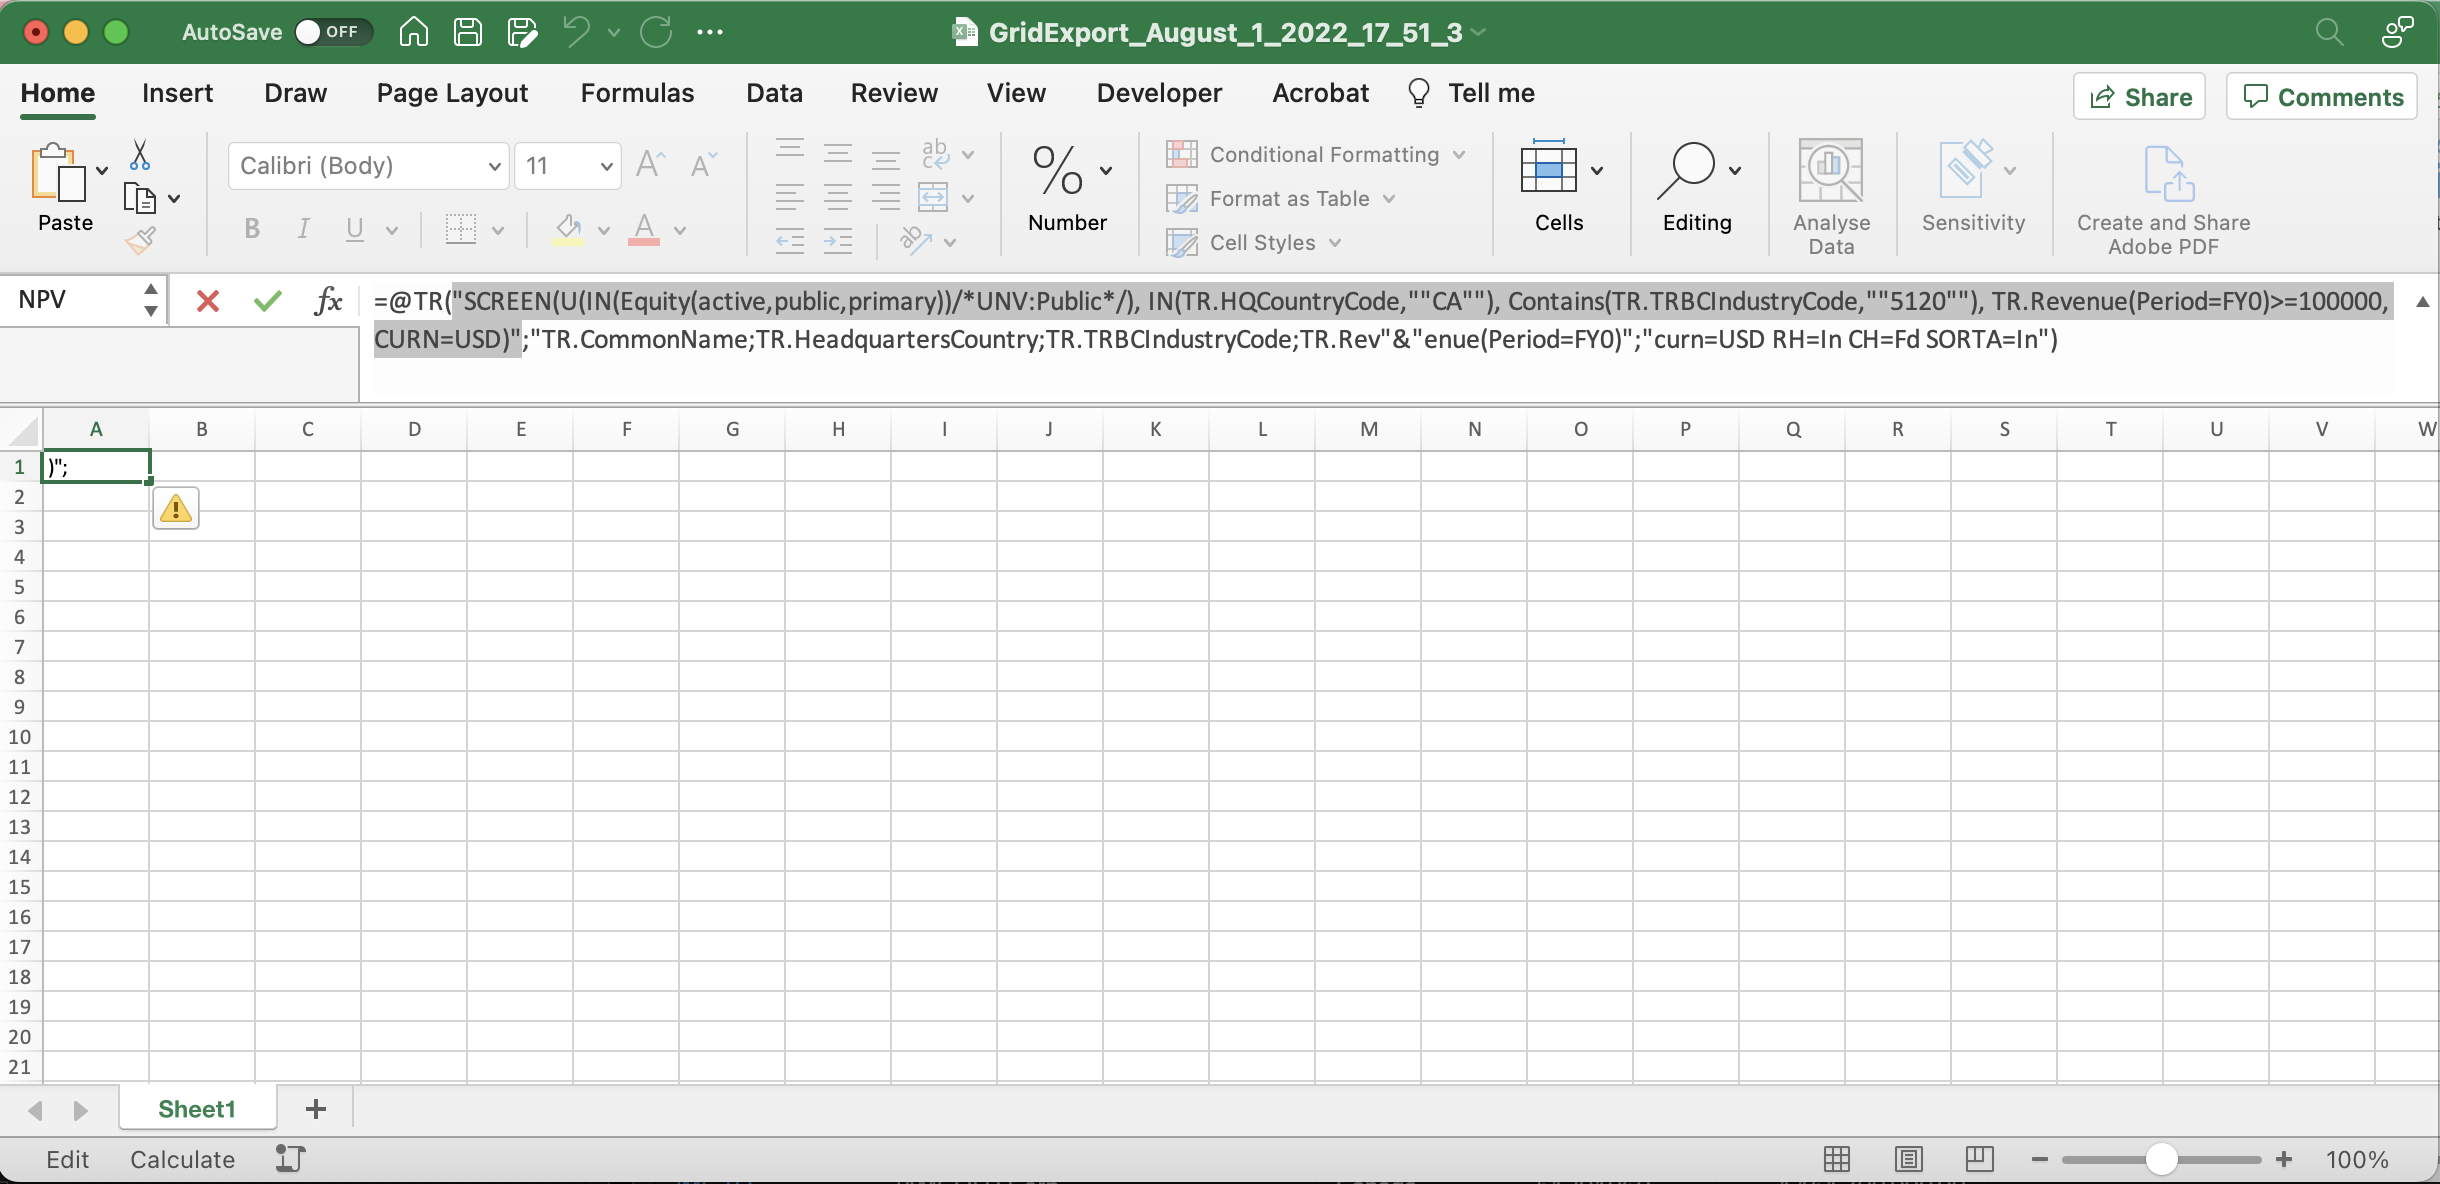 AutoSave OFF GridExport_August_1_2022_17_51_3
Home Insert Draw Page Layout Formulas Data Review View Developer Acrobat Tell me Share Comments
Paste Calibri (Body) 11 A A ab c Number Conditional Formatting Cells Editing Analyse Data Sensitivity Create and Share Adobe PDF
Format as Table
B I U A ab Cell Styles
NPV fx =@TR("SCREEN(U(IN(Equity(active,public,primary))/*UNV:Public*/), IN(TR.HQCountryCode,""CA""), Contains(TR.TRBCIndustryCode,""5120""), TR.Revenue(Period=FY0)>=100000,
CURN=USD)";"TR.CommonName;TR.HeadquartersCountry;TR.TRBCIndustryCode;TR.Rev"&"enue(Period=FY0)";"curn=USD RH=In CH=Fd SORTA=In")
A B C D E F G H I J K L M N O P Q R S T U V W
1 )";
2
3
4
5
6
7
8
9
10
11
12
13
14
15
16
17
18
19
20
21
Sheet1 +
Edit Calculate 100%